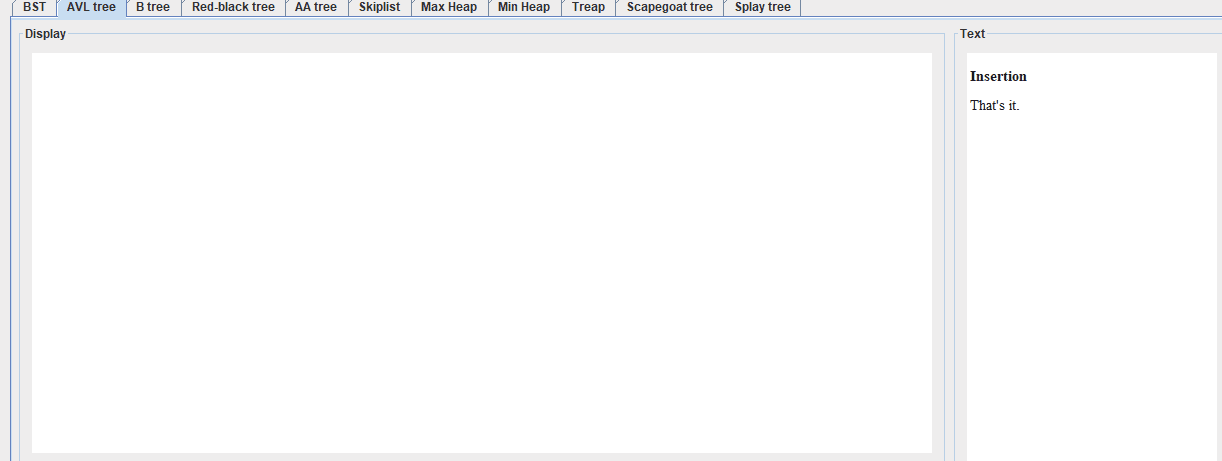 BST AVL tree B tree Red-black tree AA tree Skiplist Max Heap Min Heap Treap Scapegoat tree Splay tree
Display
Text
Insertion
That's it.